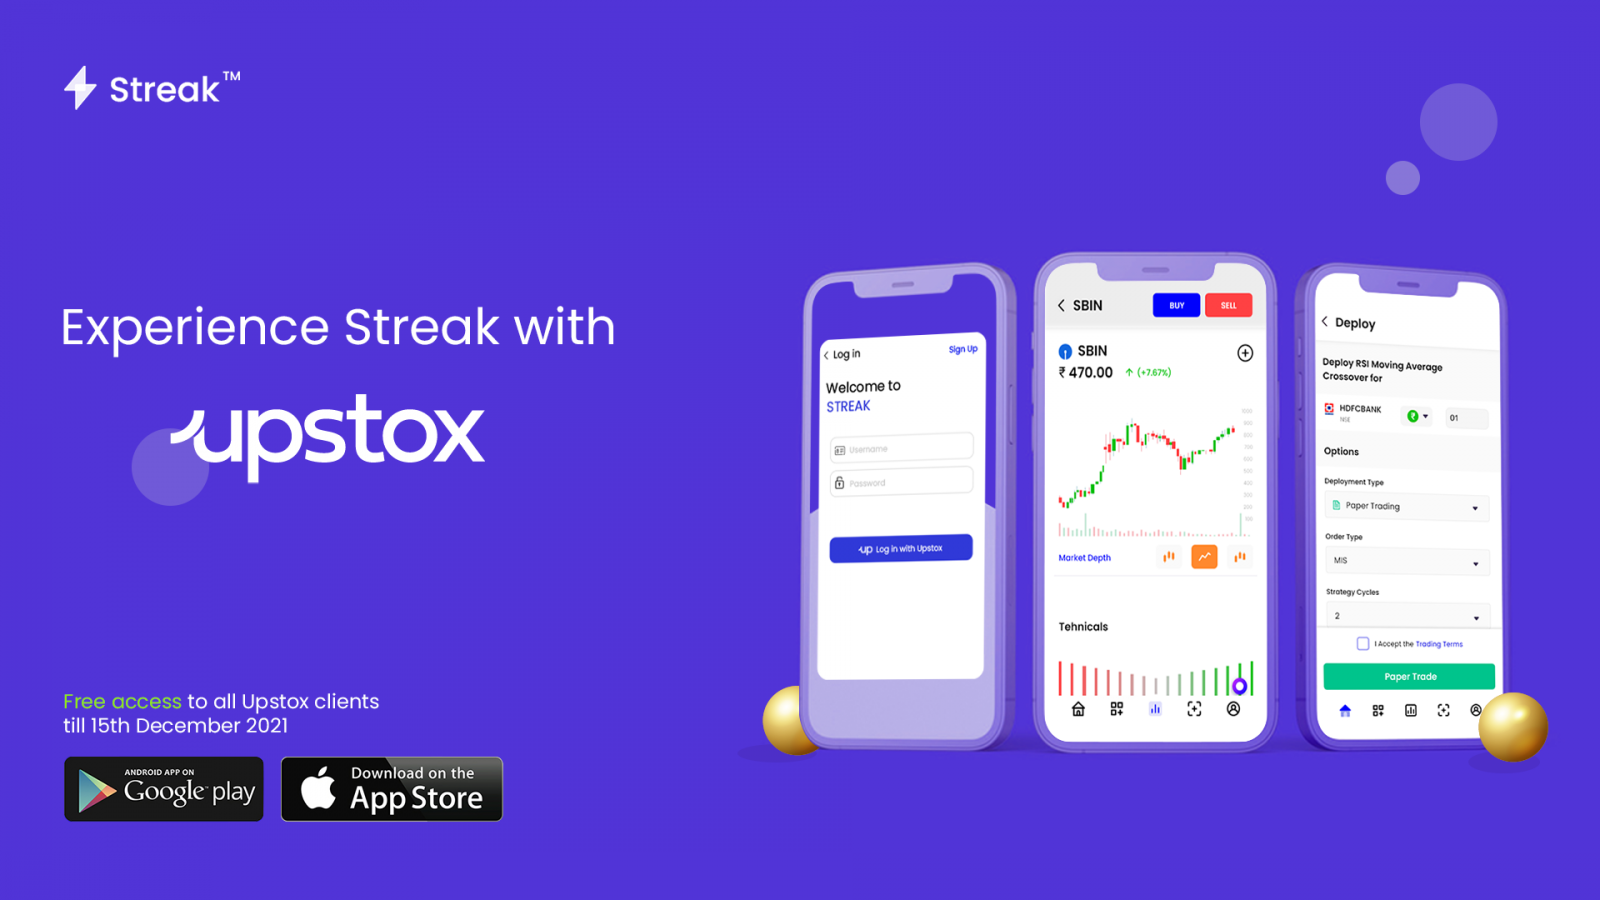 Streak™
Experience Streak with
upstox
Free access to all Upstox clients
till 15th December 2021
ANDROID APP ON
Google play
Download on the
App Store
Log in
Sign Up
Welcome to
STREAK
Username
Password
up Log in with Upstox
SBIN
BUY
SELL
SBIN
₹ 470.00 (+7.67%)
Market Depth
Tehnicals
Deploy
Deploy RSI Moving Average
Crossover for
HDFCBANK
NSE
01
Options
Deployment Type
Paper Trading
Order Type
MIS
Strategy Cycles
2
I Accept the Trading Terms
Paper Trade